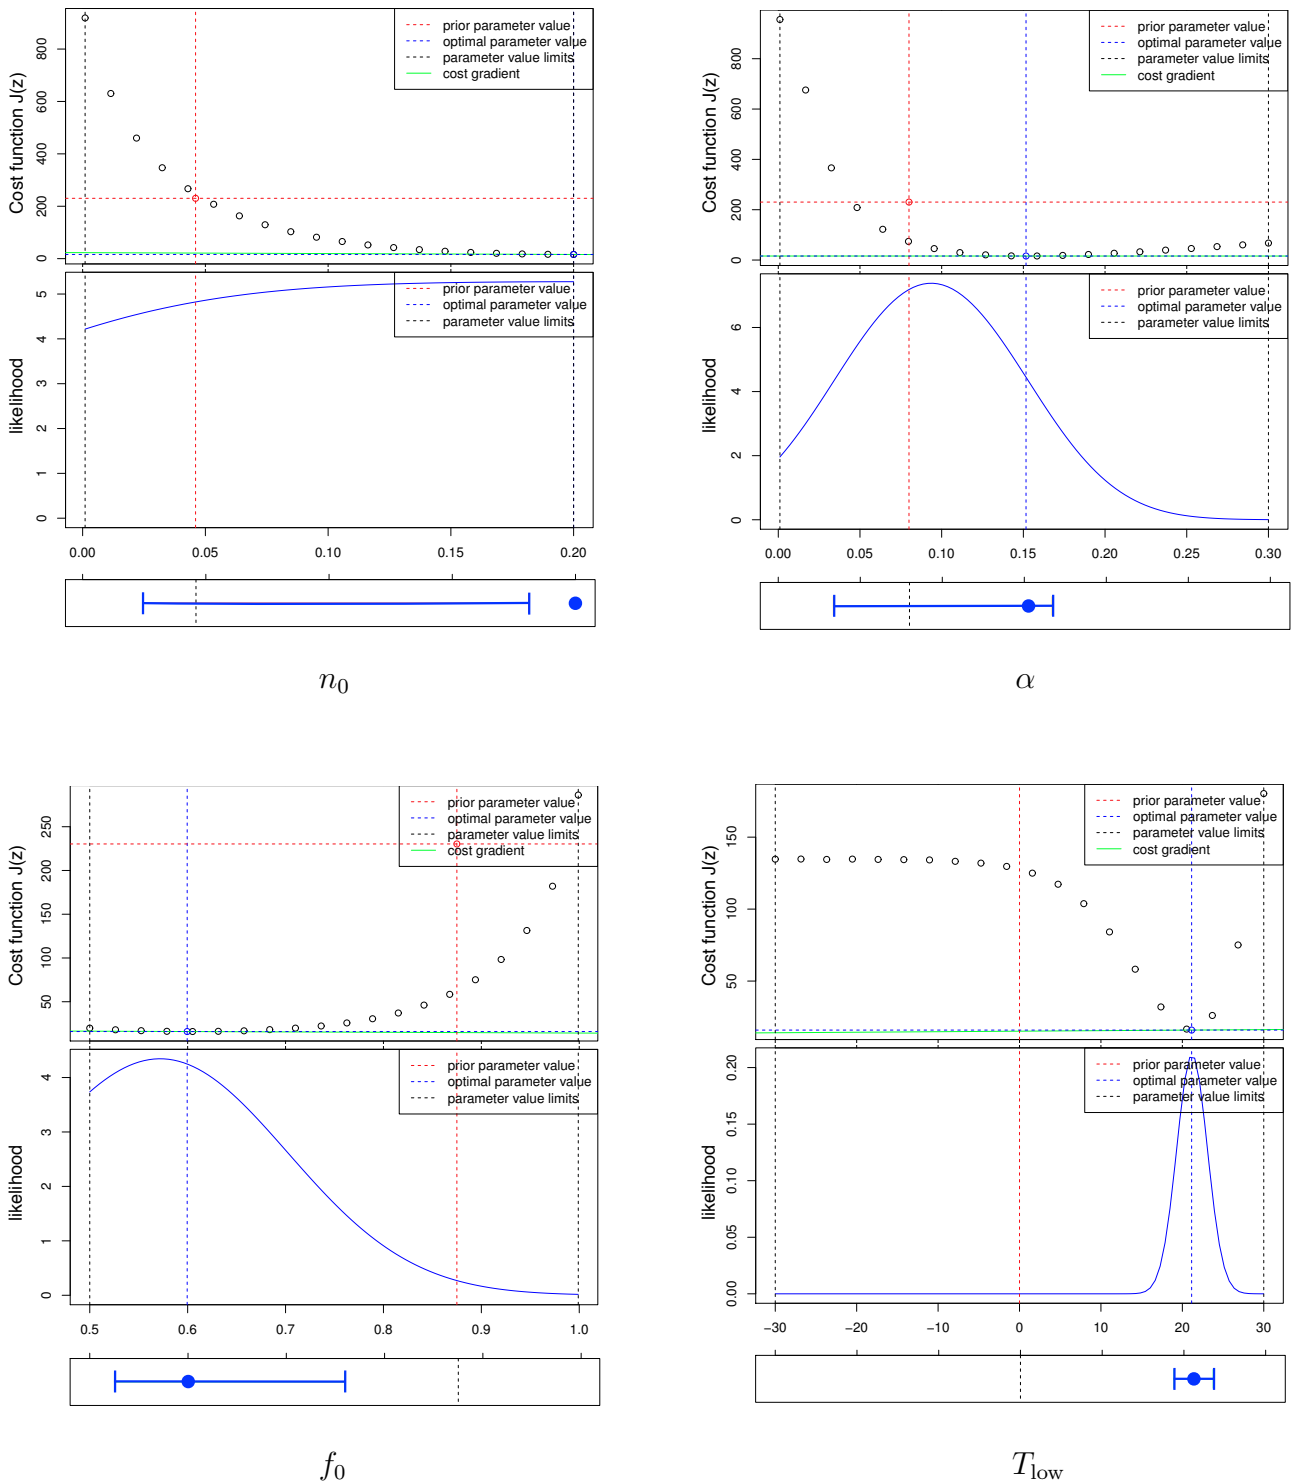 Cost function J(z)
0 200 400 600 800
prior parameter value
optimal parameter value
parameter value limits
cost gradient
likelihood
0 1 2 3 4 5
prior parameter value
optimal parameter value
parameter value limits
0.00 0.05 0.10 0.15 0.20
n0
Cost function J(z)
0 200 400 600 800
prior parameter value
optimal parameter value
parameter value limits
cost gradient
likelihood
0 2 4 6
prior parameter value
optimal parameter value
parameter value limits
0.00 0.05 0.10 0.15 0.20 0.25 0.30
α
Cost function J(z)
50 100 150 200 250
prior parameter value
optimal parameter value
parameter value limits
cost gradient
likelihood
0 1 2 3 4
prior parameter value
optimal parameter value
parameter value limits
0.5 0.6 0.7 0.8 0.9 1.0
f0
Cost function J(z)
50 100 150
prior parameter value
optimal parameter value
parameter value limits
cost gradient
likelihood
0.00 0.05 0.10 0.15 0.20
prior parameter value
optimal parameter value
parameter value limits
−30 −20 −10 0 10 20 30
Tlow